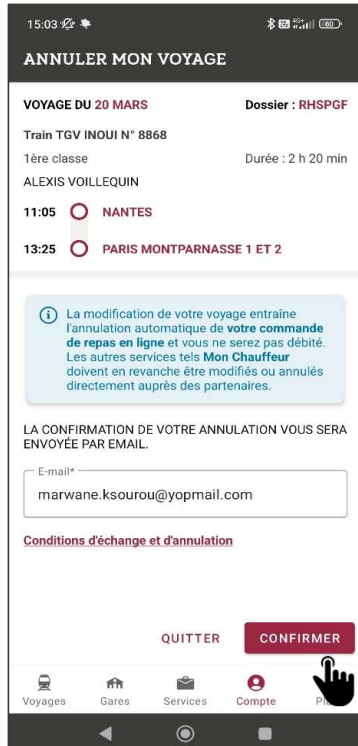 15:03
4G+
60
ANNULER MON VOYAGE
VOYAGE DU 20 MARS Dossier : RHSPGF
Train TGV INOUI N° 8868
1ère classe Durée : 2 h 20 min
ALEXIS VOILLEQUIN
11:05 NANTES
13:25 PARIS MONTPARNASSE 1 ET 2
La modification de votre voyage entraîne
l'annulation automatique de votre commande
de repas en ligne et vous ne serez pas débité.
Les autres services tels Mon Chauffeur
doivent en revanche être modifiés ou annulés
directement auprès des partenaires.
LA CONFIRMATION DE VOTRE ANNULATION VOUS SERA
ENVOYÉE PAR EMAIL.
E-mail*
marwane.ksourou@yopmail.com
Conditions d'échange et d'annulation
QUITTER CONFIRMER
Voyages Gares Services Compte